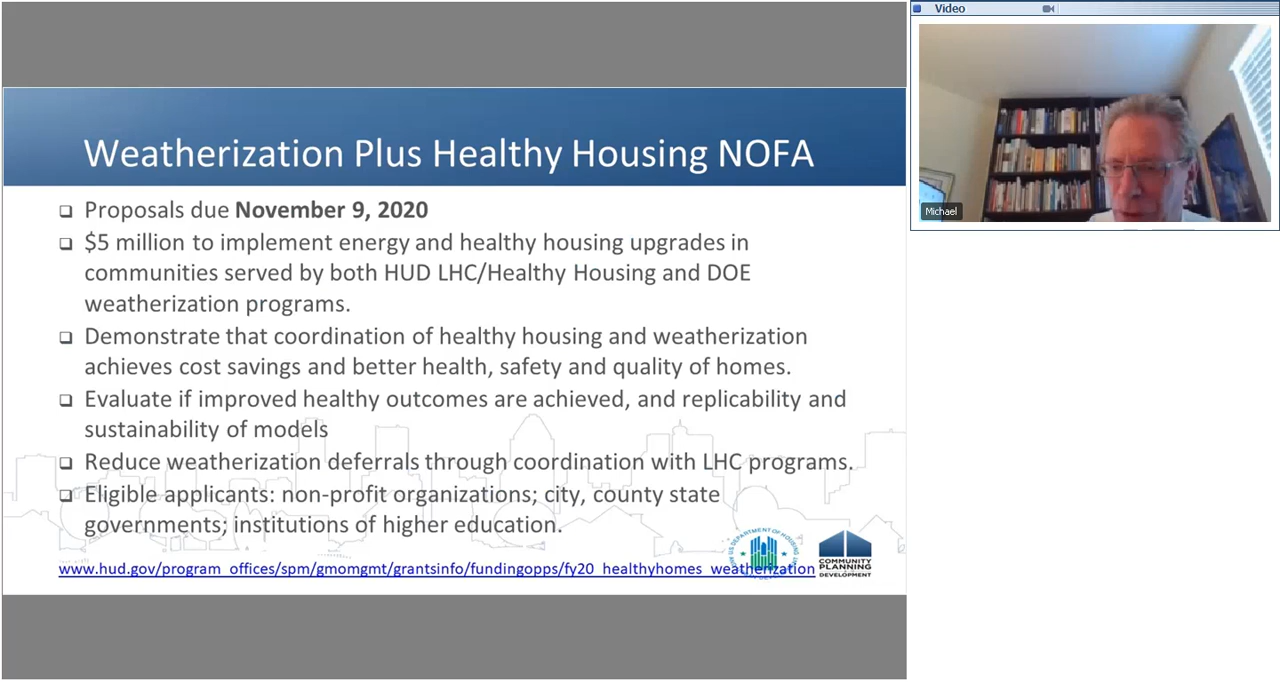 Weatherization Plus Healthy Housing NOFA
❑ Proposals due November 9, 2020
❑ $5 million to implement energy and healthy housing upgrades in
communities served by both HUD LHC/Healthy Housing and DOE
weatherization programs.
❑ Demonstrate that coordination of healthy housing and weatherization
achieves cost savings and better health, safety and quality of homes.
❑ Evaluate if improved healthy outcomes are achieved, and replicability and
sustainability of models
❑ Reduce weatherization deferrals through coordination with LHC programs.
❑ Eligible applicants: non-profit organizations; city, county state
governments; institutions of higher education.
www.hud.gov/program_offices/spm/gmomgmt/grantsinfo/fundingopps/fy20_healthyhomes_weatherization
COMMUNITY
PLANNING
DEVELOPMENT
Video
Michael